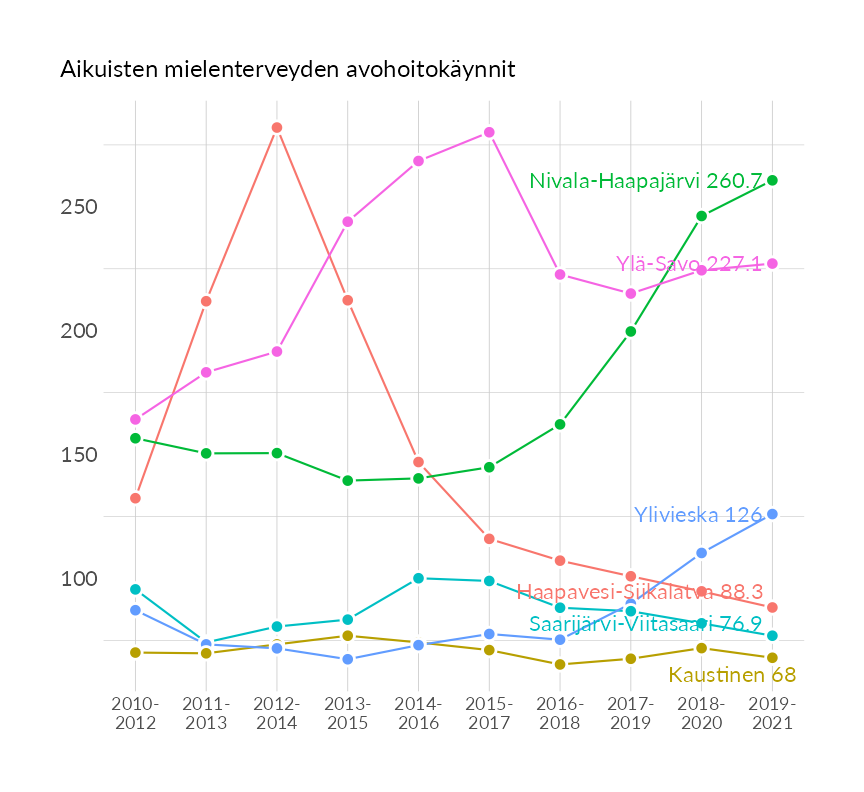 Aikuisten mielenterveyden avohoitokäynnit
Nivala-Haapajärvi 260.7
250
Ylä-Savo 227.1
200
150
Ylivieska 126
100
Haapavesi-Siikalatva 88.3
Saarijärvi-Viitasaari 76.9
Kaustinen 68
2010- 2011- 2012- 2013- 2014- 2015- 2016- 2017- 2018- 2019-
2012 2013 2014 2015 2016 2017 2018 2019 2020 2021